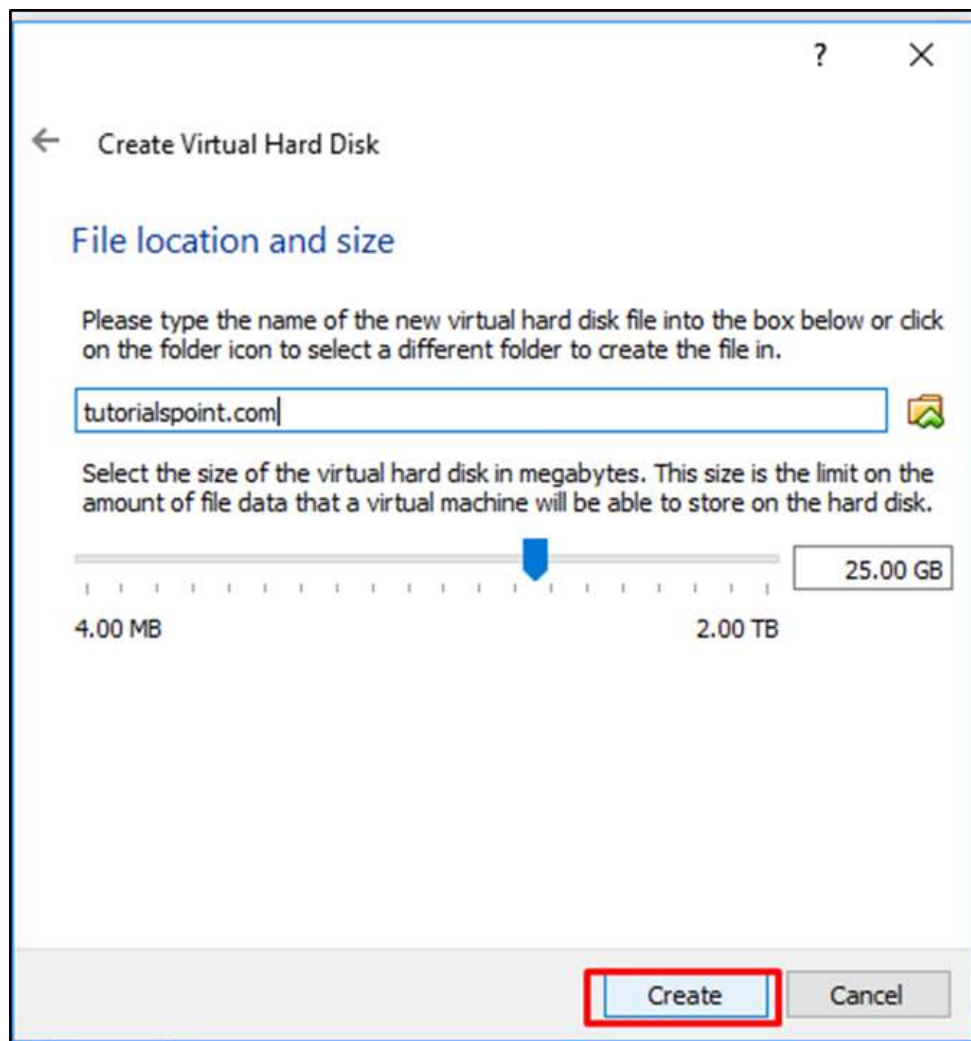 ?
Create Virtual Hard Disk
File location and size
Please type the name of the new virtual hard disk file into the box below or click
on the folder icon to select a different folder to create the file in.
tutorialspoint.com
Select the size of the virtual hard disk in megabytes. This size is the limit on the
amount of file data that a virtual machine will be able to store on the hard disk.
25.00 GB
4.00 MB 2.00 TB
Create Cancel